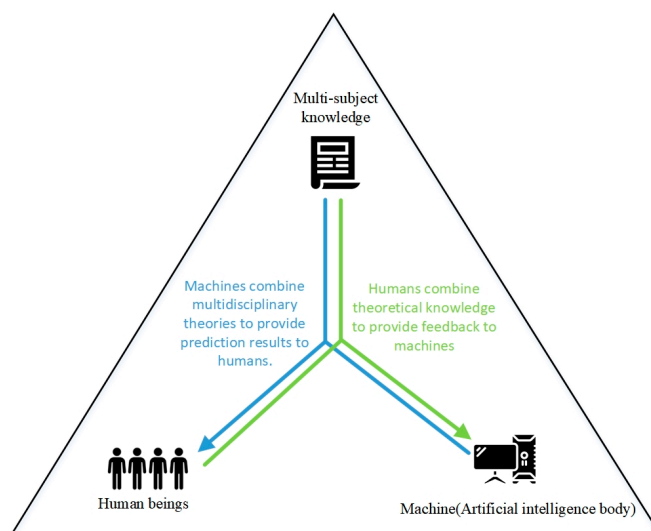 Multi-subject
knowledge
Machines combine
multidisciplinary
theories to provide
prediction results to
humans.
Humans combine
theoretical knowledge
to provide feedback to
machines
Human beings
Machine(Artificial intelligence body)